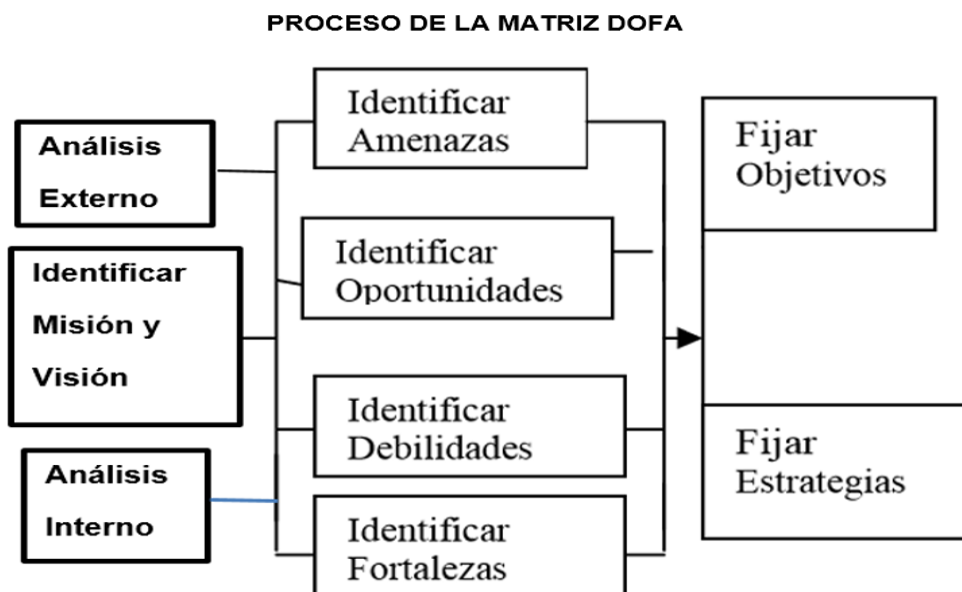 PROCESO DE LA MATRIZ DOFA
Análisis
Externo
Identificar
Misión y
Visión
Análisis
Interno
Identificar
Amenazas
Identificar
Oportunidades
Identificar
Debilidades
Identificar
Fortalezas
Fijar
Objetivos
Fijar
Estrategias